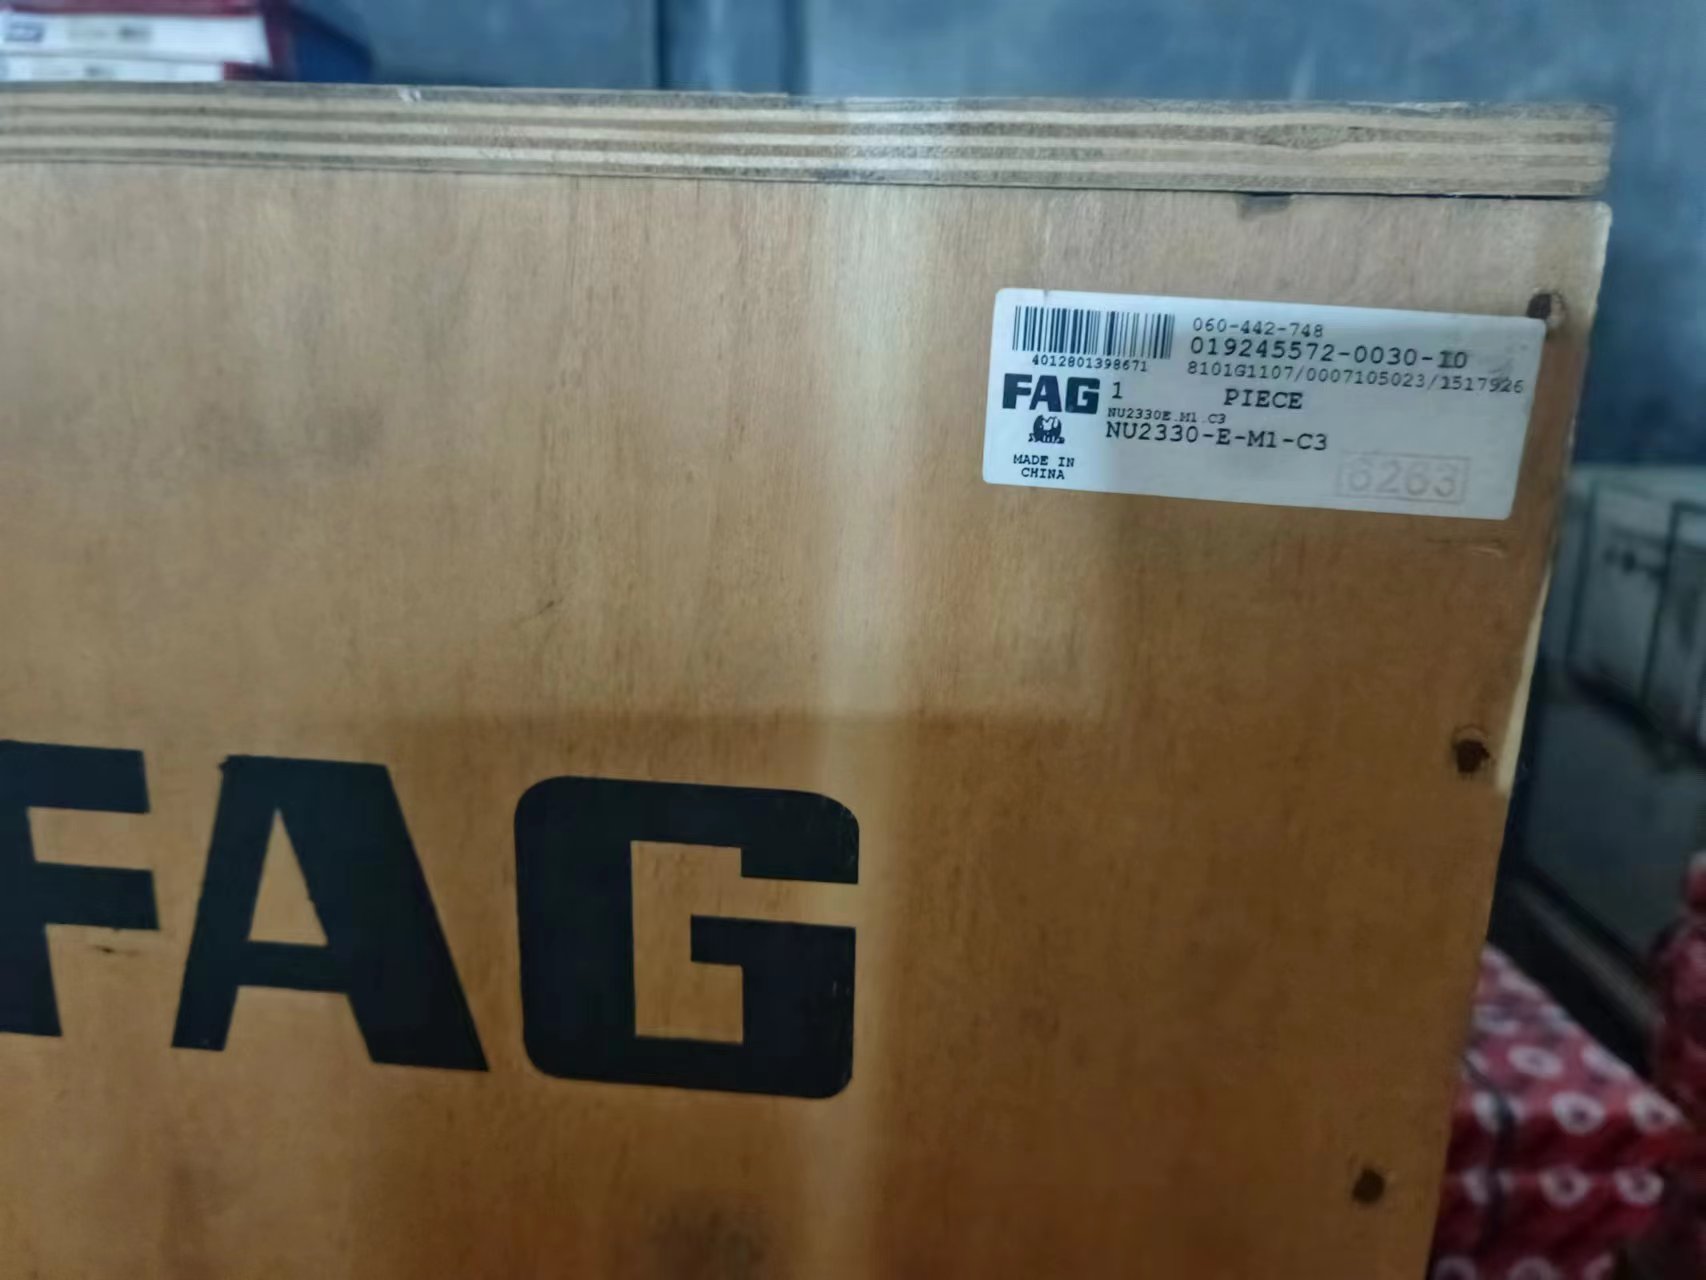 060-442-748
019245572-0030-10
4012801398671
8101G1107/0007105023/1517926
FAG 1 PIECE
NU2330E.M1.C3
NU2330-E-M1-C3
MADE IN
CHINA
6263
FAG